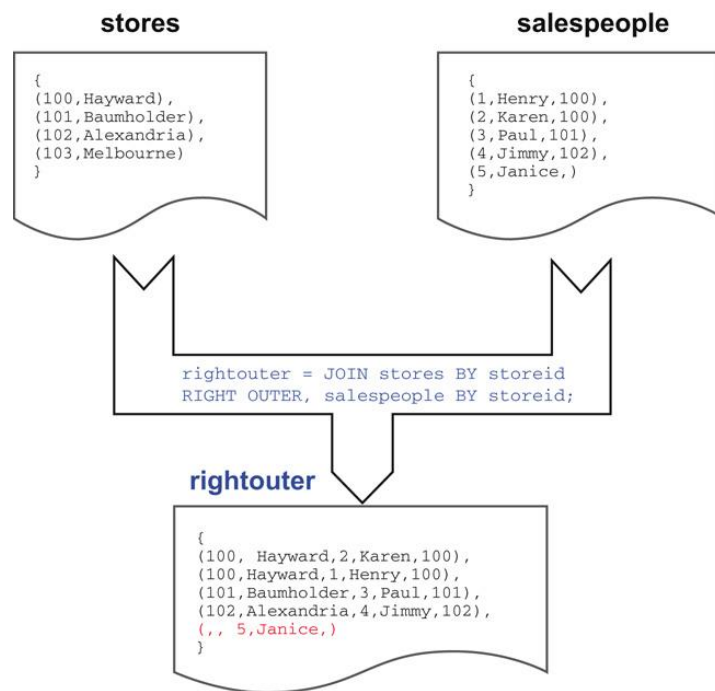 stores
{
(100,Hayward),
(101,Baumholder),
(102,Alexandria),
(103,Melbourne)
}
salespeople
{
(1,Henry,100),
(2,Karen,100),
(3,Paul,101),
(4,Jimmy,102),
(5,Janice,)
}
rightouter = JOIN stores BY storeid
RIGHT OUTER, salespeople BY storeid;
rightouter
{
(100, Hayward,2,Karen,100),
(100,Hayward,1,Henry,100),
(101,Baumholder,3,Paul,101),
(102,Alexandria,4,Jimmy,102),
(,, 5,Janice,)
}